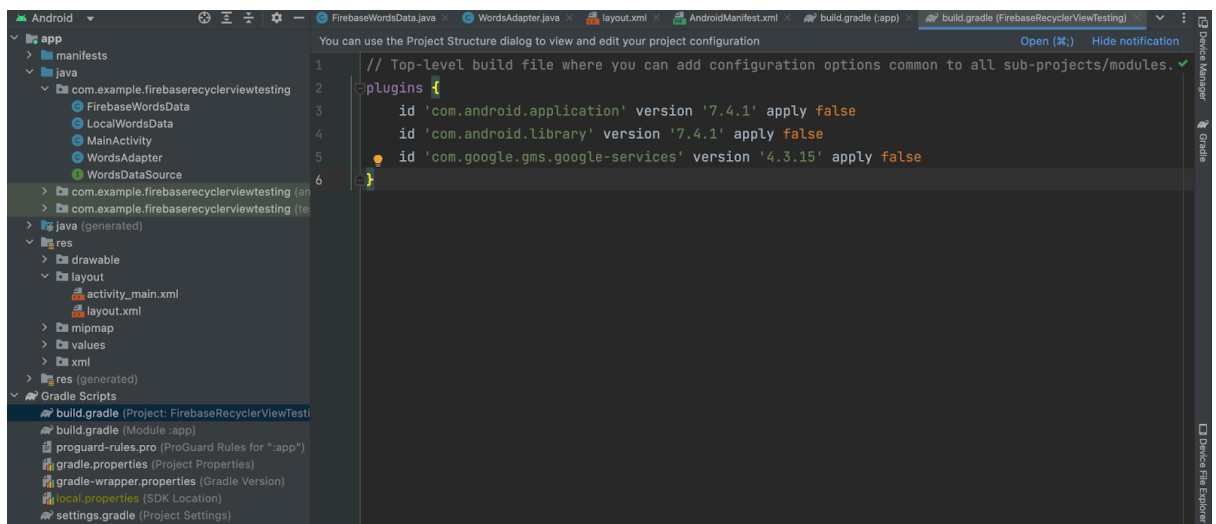 Android
FirebaseWordsData.java
WordsAdapter.java
layout.xml
AndroidManifest.xml
build.gradle (:app)
build.gradle (FirebaseRecyclerViewTesting)
app
manifests
java
com.example.firebaserecyclerviewtesting
FirebaseWordsData
LocalWordsData
MainActivity
WordsAdapter
WordsDataSource
com.example.firebaserecyclerviewtesting (an
com.example.firebaserecyclerviewtesting (te
java (generated)
res
drawable
layout
activity_main.xml
layout.xml
mipmap
values
xml
res (generated)
Gradle Scripts
build.gradle (Project: FirebaseRecyclerViewTesti
build.gradle (Module :app)
proguard-rules.pro (ProGuard Rules for ":app")
gradle.properties (Project Properties)
gradle-wrapper.properties (Gradle Version)
local.properties (SDK Location)
settings.gradle (Project Settings)
You can use the Project Structure dialog to view and edit your project configuration
Open (⌘;) Hide notification
1 // Top-level build file where you can add configuration options common to all sub-projects/modules.
2 plugins {
3 id 'com.android.application' version '7.4.1' apply false
4 id 'com.android.library' version '7.4.1' apply false
5 id 'com.google.gms.google-services' version '4.3.15' apply false
6 }
Device Manager
Gradle
Device File Explorer